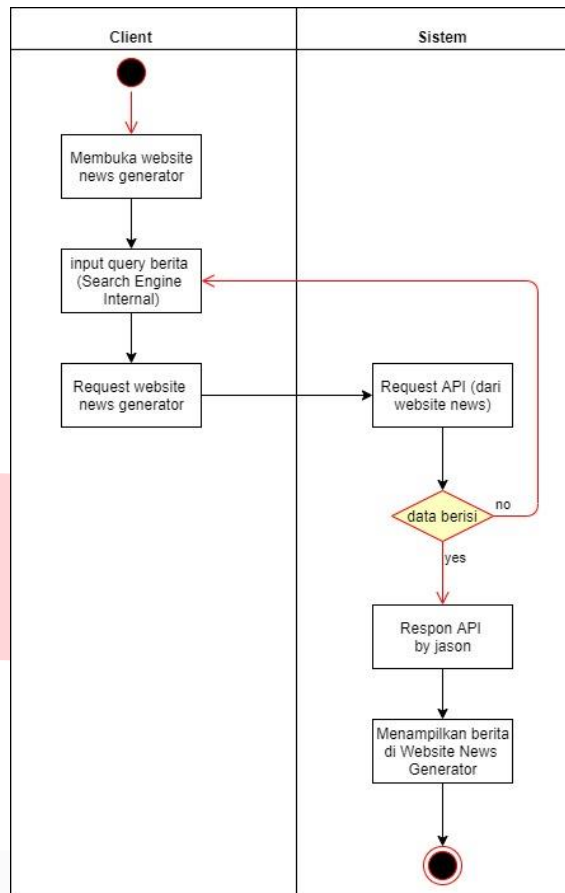 Client
Sistem
Membuka website
news generator
input query berita
(Search Engine
Internal)
Request website
news generator
Request API (dari
website news)
data berisi
no
yes
Respon API
by jason
Menampilkan berita
di Website News
Generator